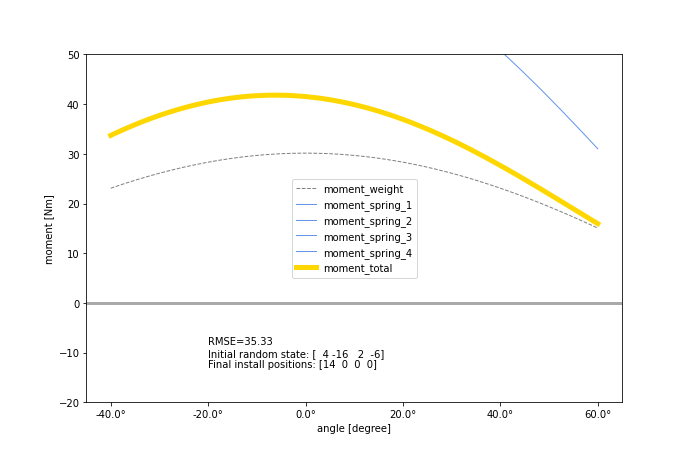 50
40
30
20
10
0
−10
−20
moment [Nm]
moment_weight
moment_spring_1
moment_spring_2
moment_spring_3
moment_spring_4
moment_total
RMSE=35.33
Initial random state: [  4 -16   2  -6]
Final install positions: [14  0  0  0]
-40.0° -20.0° 0.0° 20.0° 40.0° 60.0°
angle [degree]